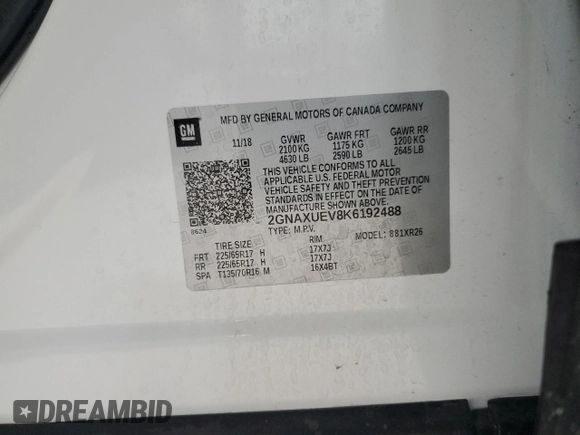 MFD BY GENERAL MOTORS OF CANADA COMPANY
GM
11/18 GVWR GAWR FRT GAWR RR
2100 KG 1175 KG 1200 KG
4630 LB 2590 LB 2645 LB
THIS VEHICLE CONFORMS TO ALL
APPLICABLE U.S. FEDERAL MOTOR
VEHICLE SAFETY AND THEFT PREVENTION
STANDARDS IN EFFECT ON THE DATE OF
MANUFACTURE SHOWN ABOVE.
8624
2GNAXUEV8K6192488
TYPE: M.P.V. MODEL: 881XR26
TIRE SIZE RIM
FRT 225/65R17 H 17X7J
RR 225/65R17 H 17X7J
SPA T135/70R16 M 16X4BT
DREAMBID
DREAMBID.COM